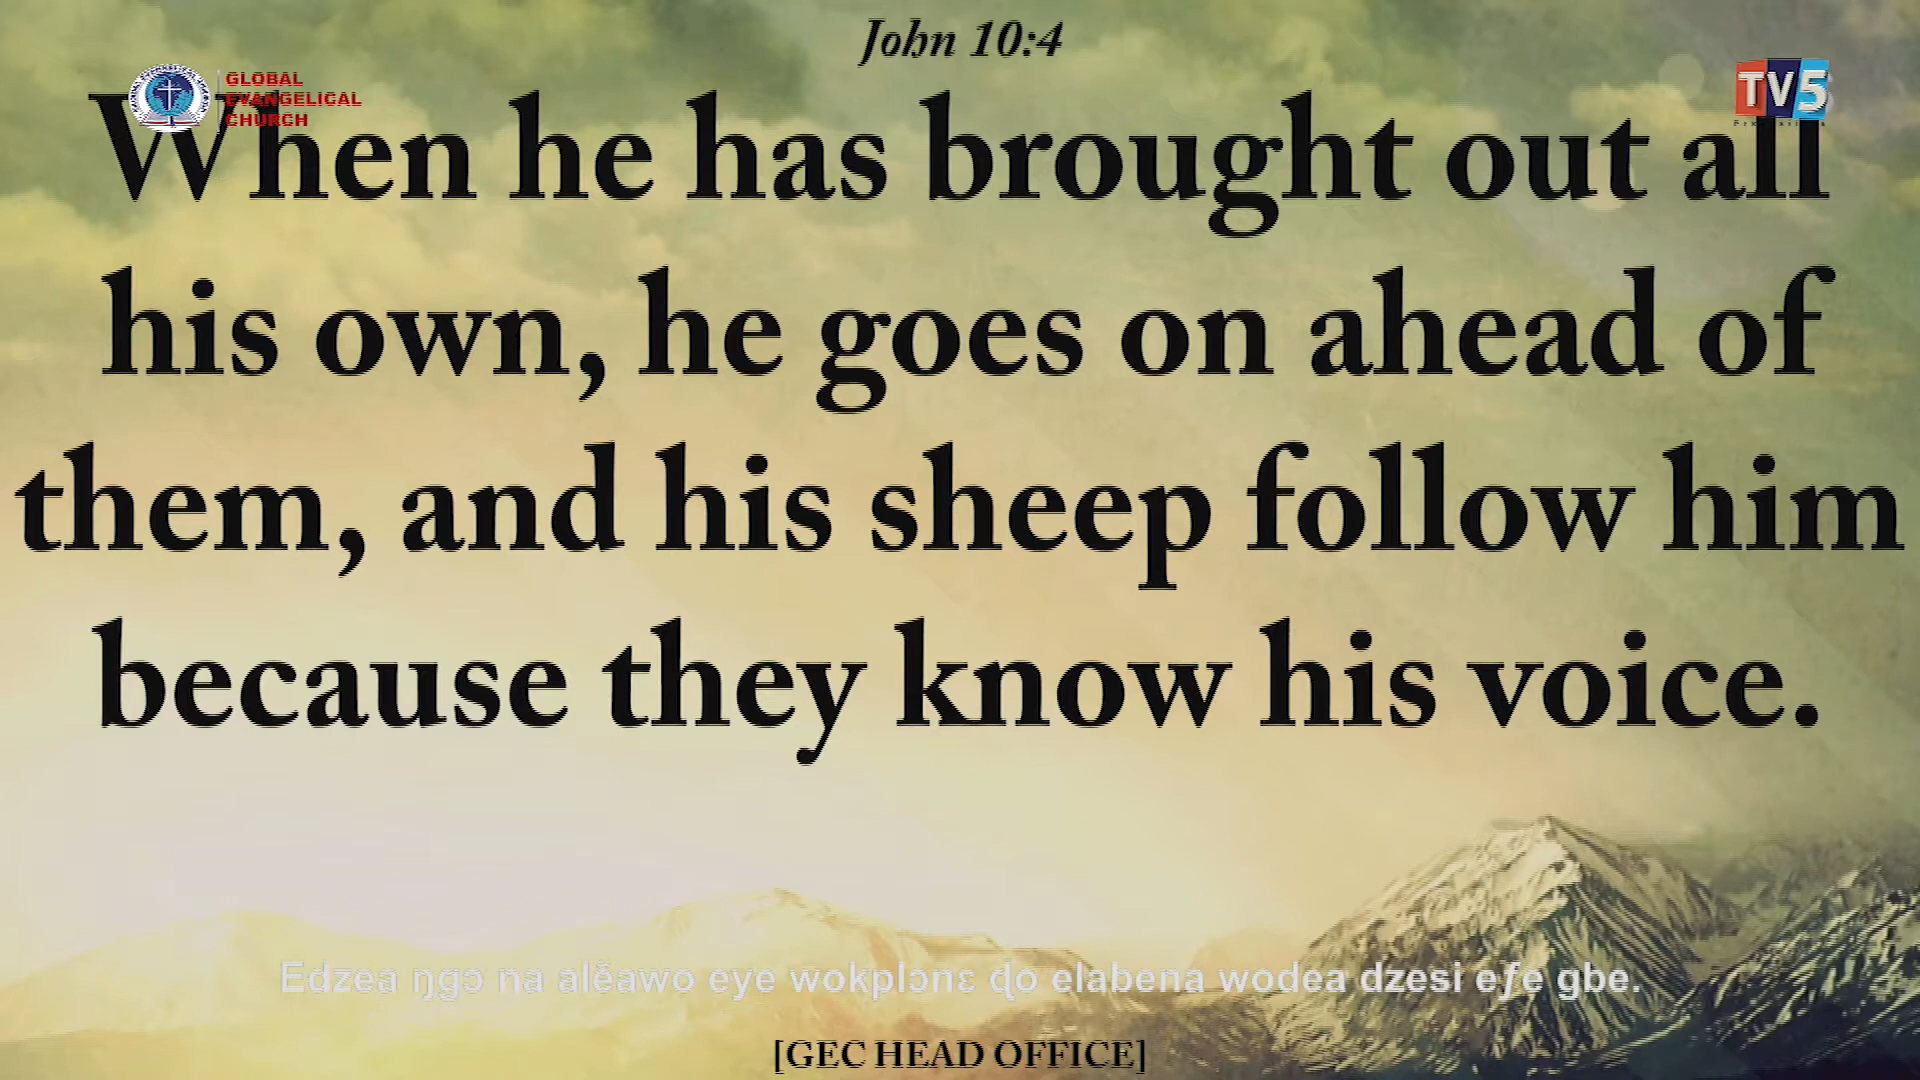 John 10:4
GLOBAL
EVANGELICAL
CHURCH
TV5
When he has brought out all
his own, he goes on ahead of
them, and his sheep follow him
because they know his voice.
Edzea ŋgɔ na alẽawo eye wokplɔnɛ ɖo elabena wodea dzesi eƒe gbe.
[GEC HEAD OFFICE]